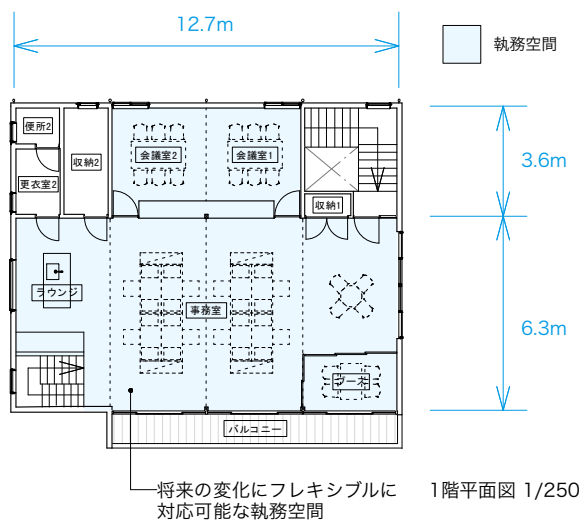 12.7m
執務空間
便所2
収納2
会議室2
会議室1
3.6m
更衣室2
収納1
ラウンジ
事務室
6.3m
ブース
バルコニー
将来の変化にフレキシブルに
対応可能な執務空間
1階平面図 1/250